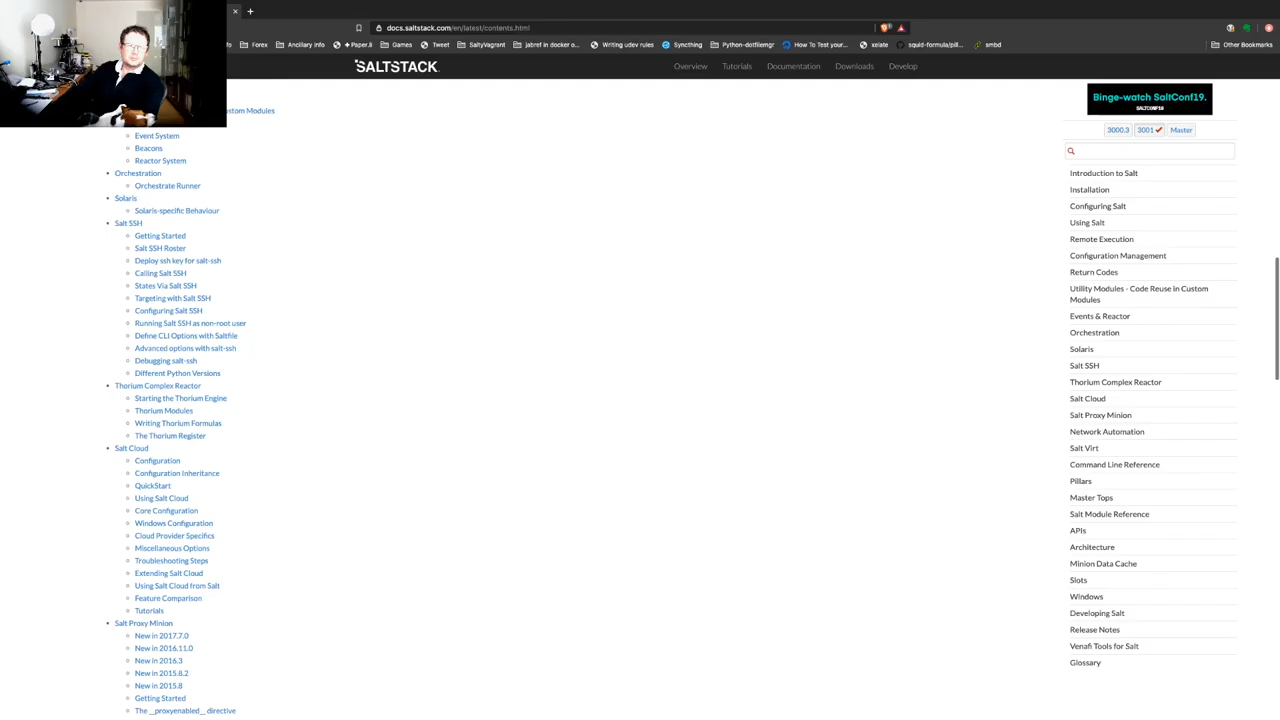 docs.saltstack.com/en/latest/contents.html
Forex
Ancillary Info
+ Paper.li
Games
Tweet
SaltyVagrant
jabref in docker o...
Writing udev rules
Syncthing
Python-dotfilemgr
How To Test your...
xelate
squid-formula/pill...
smbd
Other Bookmarks
SALTSTACK
Overview
Tutorials
Documentation
Downloads
Develop
ustom Modules
Event System
Beacons
Reactor System
Orchestration
Orchestrate Runner
Solaris
Solaris-specific Behaviour
Salt SSH
Getting Started
Salt SSH Roster
Deploy ssh key for salt-ssh
Calling Salt SSH
States Via Salt SSH
Targeting with Salt SSH
Configuring Salt SSH
Running Salt SSH as non-root user
Define CLI Options with Saltfile
Advanced options with salt-ssh
Debugging salt-ssh
Different Python Versions
Thorium Complex Reactor
Starting the Thorium Engine
Thorium Modules
Writing Thorium Formulas
The Thorium Register
Salt Cloud
Configuration
Configuration Inheritance
QuickStart
Using Salt Cloud
Core Configuration
Windows Configuration
Cloud Provider Specifics
Miscellaneous Options
Troubleshooting Steps
Extending Salt Cloud
Using Salt Cloud from Salt
Feature Comparison
Tutorials
Salt Proxy Minion
New in 2017.7.0
New in 2016.11.0
New in 2016.3
New in 2015.8.2
New in 2015.8
Getting Started
The __proxyenabled__ directive
Binge-watch SaltConf19.
SALTCONF19
3000.3
3001
Master
Introduction to Salt
Installation
Configuring Salt
Using Salt
Remote Execution
Configuration Management
Return Codes
Utility Modules - Code Reuse in Custom
Modules
Events & Reactor
Orchestration
Solaris
Salt SSH
Thorium Complex Reactor
Salt Cloud
Salt Proxy Minion
Network Automation
Salt Virt
Command Line Reference
Pillars
Master Tops
Salt Module Reference
APIs
Architecture
Minion Data Cache
Slots
Windows
Developing Salt
Release Notes
Venafi Tools for Salt
Glossary